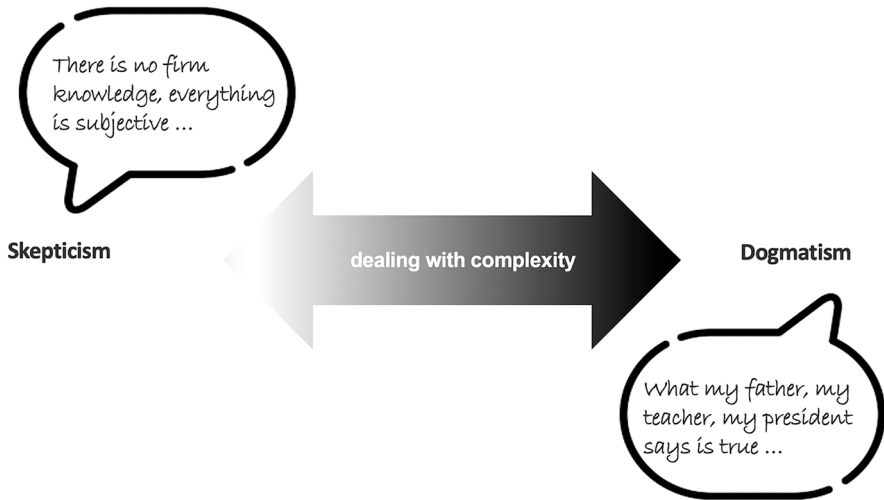 There is no firm
knowledge, everything
is subjective ...
Skepticism
dealing with complexity
Dogmatism
What my father, my
teacher, my president
says is true ...